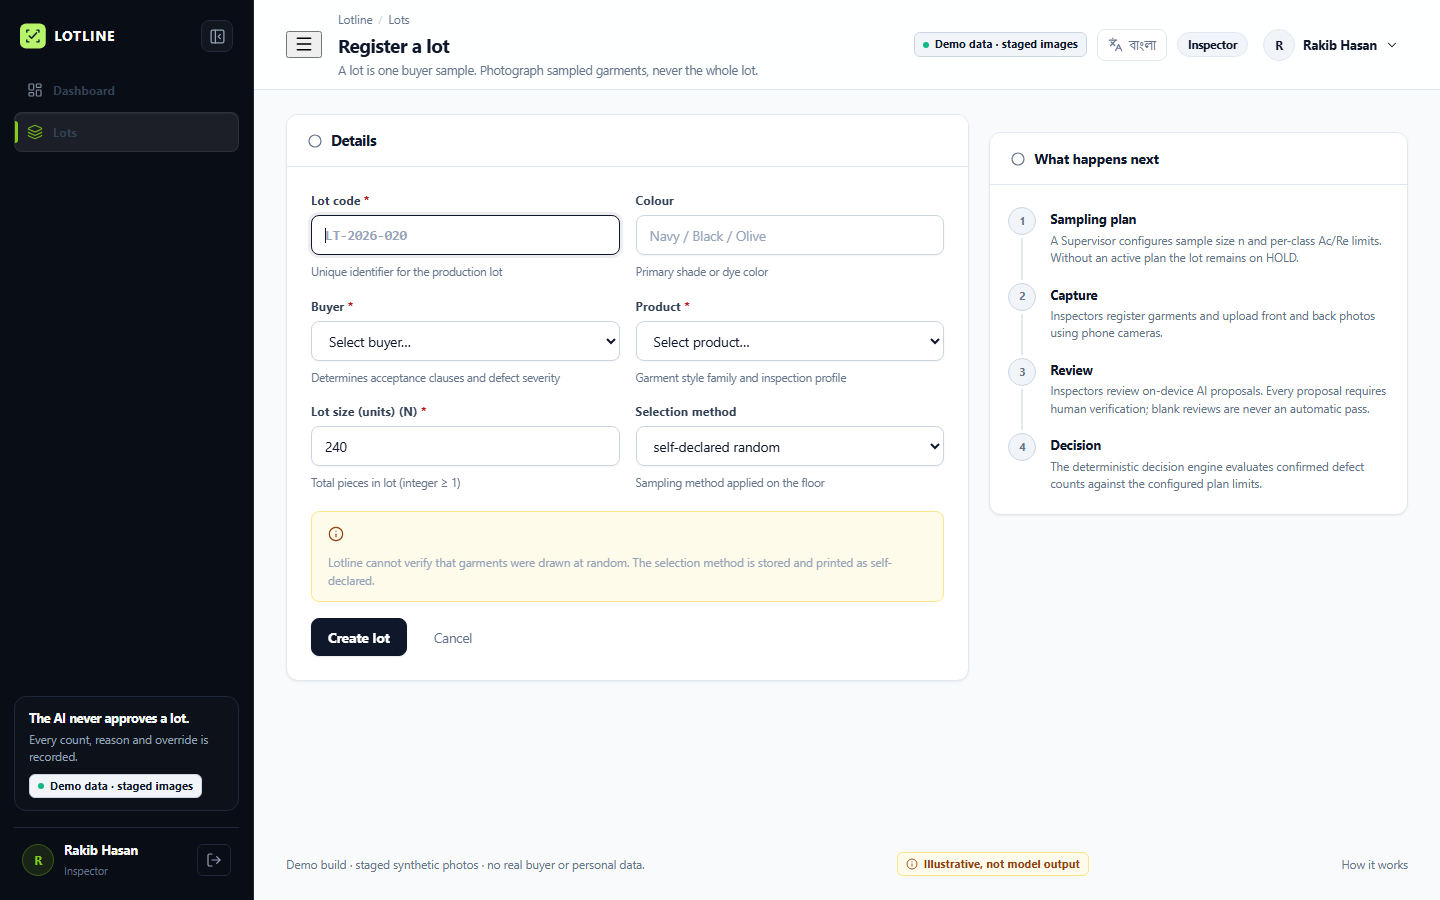 LOTLINE
Dashboard
Lots
The AI never approves a lot.
Every count, reason and override is
recorded.
Demo data · staged images
R
Rakib Hasan
Inspector
Lotline / Lots
Register a lot
A lot is one buyer sample. Photograph sampled garments, never the whole lot.
Demo data · staged images
বাংলা
Inspector
R
Rakib Hasan
Details
Lot code *
LT-2026-020
Unique identifier for the production lot
Colour
Navy / Black / Olive
Primary shade or dye color
Buyer *
Select buyer...
Determines acceptance clauses and defect severity
Product *
Select product...
Garment style family and inspection profile
Lot size (units) (N) *
240
Total pieces in lot (integer ≥ 1)
Selection method
self-declared random
Sampling method applied on the floor
Lotline cannot verify that garments were drawn at random. The selection method is stored and printed as self-
declared.
Create lot
Cancel
What happens next
1
Sampling plan
A Supervisor configures sample size n and per-class Ac/Re limits.
Without an active plan the lot remains on HOLD.
2
Capture
Inspectors register garments and upload front and back photos
using phone cameras.
3
Review
Inspectors review on-device AI proposals. Every proposal requires
human verification; blank reviews are never an automatic pass.
4
Decision
The deterministic decision engine evaluates confirmed defect
counts against the configured plan limits.
Demo build · staged synthetic photos · no real buyer or personal data.
Illustrative, not model output
How it works